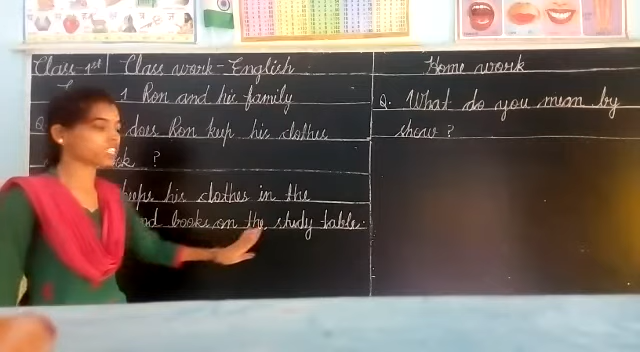 Class-1st
Class work-English
1 Ron and his family
Q
does Ron keep his clothes
?
keeps his clothes in the
books on the study table.
Home work
Q. What do you mean by
show?